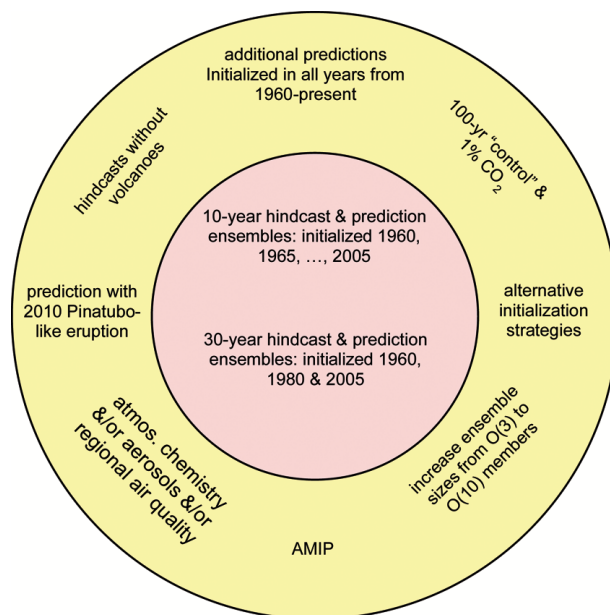 additional predictions
Initialized in all years from
1960-present
hindcasts without
volcanoes
100-yr "control" &
1% CO2
10-year hindcast & prediction
ensembles: initialized 1960,
1965, …, 2005
prediction with
2010 Pinatubo-
like eruption
alternative
initialization
strategies
30-year hindcast & prediction
ensembles: initialized 1960,
1980 & 2005
atmos. chemistry
&/or aerosols &/or
regional air quality
increase ensemble
sizes from O(3) to
O(10) members
AMIP